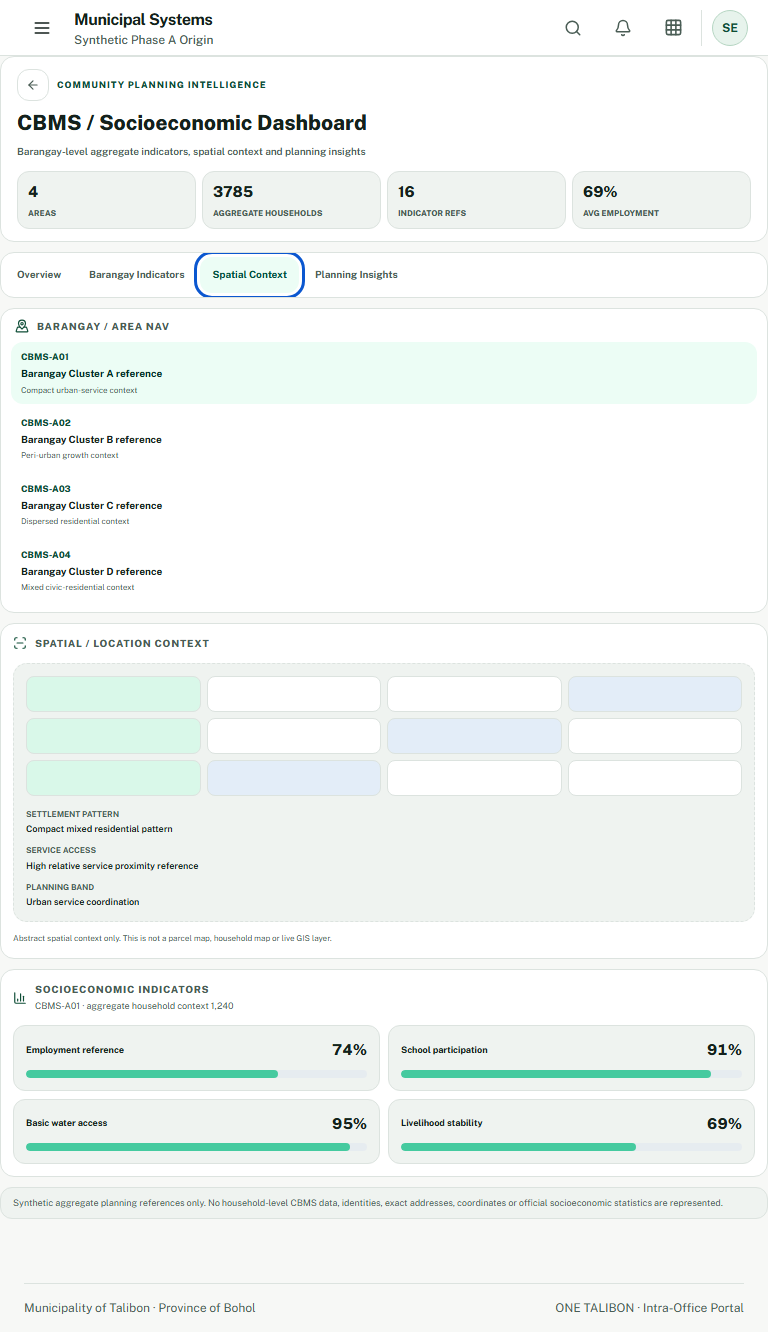 Municipal Systems
Synthetic Phase A Origin
SE
COMMUNITY PLANNING INTELLIGENCE
CBMS / Socioeconomic Dashboard
Barangay-level aggregate indicators, spatial context and planning insights
4
AREAS
3785
AGGREGATE HOUSEHOLDS
16
INDICATOR REFS
69%
AVG EMPLOYMENT
Overview
Barangay Indicators
Spatial Context
Planning Insights
BARANGAY / AREA NAV
CBMS-A01
Barangay Cluster A reference
Compact urban-service context
CBMS-A02
Barangay Cluster B reference
Peri-urban growth context
CBMS-A03
Barangay Cluster C reference
Dispersed residential context
CBMS-A04
Barangay Cluster D reference
Mixed civic-residential context
SPATIAL / LOCATION CONTEXT
SETTLEMENT PATTERN
Compact mixed residential pattern
SERVICE ACCESS
High relative service proximity reference
PLANNING BAND
Urban service coordination
Abstract spatial context only. This is not a parcel map, household map or live GIS layer.
SOCIOECONOMIC INDICATORS
CBMS-A01 · aggregate household context 1,240
Employment reference 74%
School participation 91%
Basic water access 95%
Livelihood stability 69%
Synthetic aggregate planning references only. No household-level CBMS data, identities, exact addresses, coordinates or official socioeconomic statistics are represented.
Municipality of Talibon · Province of Bohol
ONE TALIBON · Intra-Office Portal